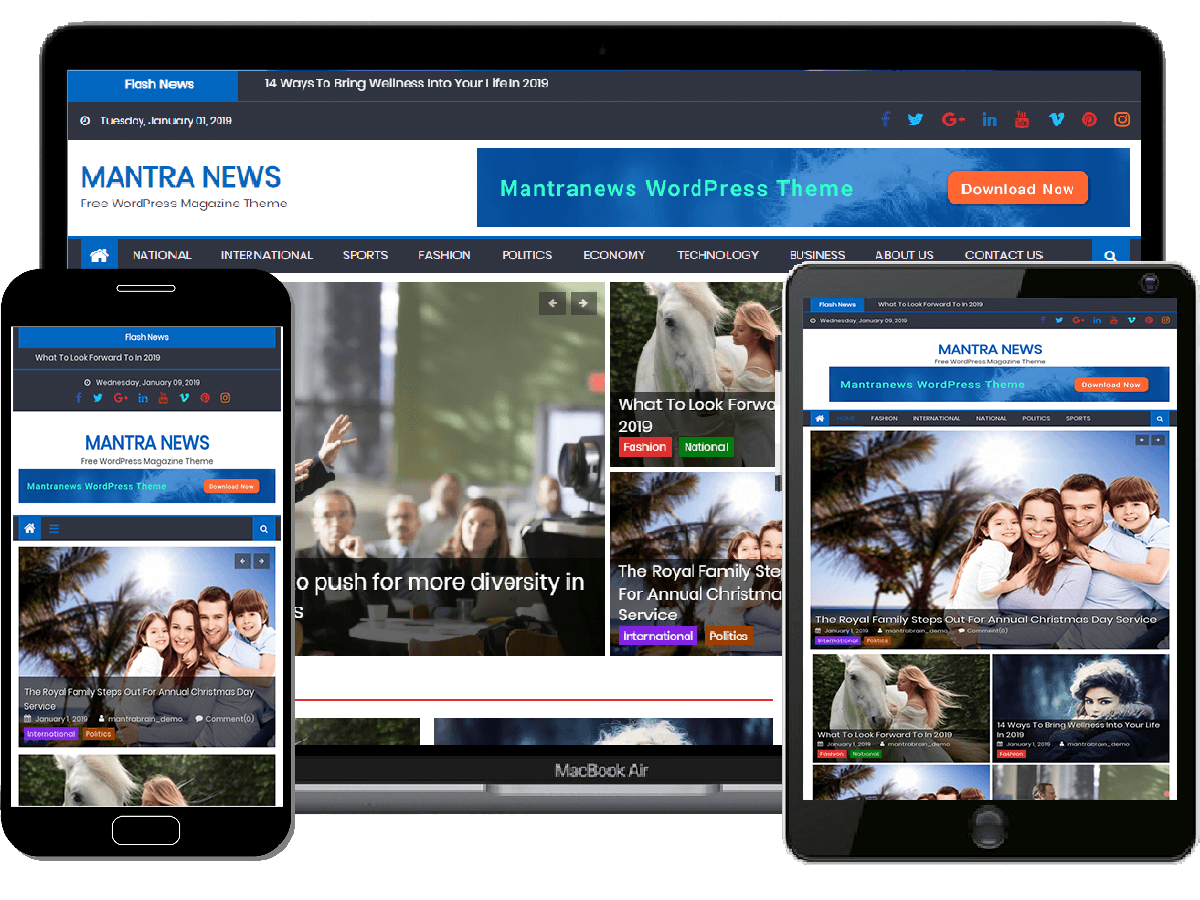 Flash News
14 Ways To Bring Wellness Into Your Life In 2019
Tuesday, January 01, 2019
MANTRA NEWS
Free WordPress Magazine Theme
Mantranews WordPress Theme
Download Now
NATIONAL INTERNATIONAL SPORTS FASHION POLITICS ECONOMY TECHNOLOGY BUSINESS ABOUT US CONTACT US
o push for more diversity in
s
What To Look Forwa
2019
Fashion National
The Royal Family Ste
For Annual Christma
Service
International Politics
MacBook Air
Flash News
What To Look Forward To In 2019
Wednesday, January 09, 2019
MANTRA NEWS
Free WordPress Magazine Theme
Mantranews WordPress Theme
Download Now
The Royal Family Steps Out For Annual Christmas Day
Service
January 1, 2019 mantrabrain_demo Comment(0)
International Politics
Flash News
What To Look Forward To In 2019
Wednesday, January 09, 2019
MANTRA NEWS
Free WordPress Magazine Theme
Mantranews WordPress Theme
Download Now
HOME FASHION INTERNATIONAL NATIONAL POLITICS SPORTS
The Royal Family Steps Out For Annual Christmas Day Service
January 1, 2019 mantrabrain_demo Comment(0)
International Politics
What To Look Forward To In 2019
January 1, 2019 mantrabrain_demo
Fashion National
14 Ways To Bring Wellness Into Your Life
In 2019
January 1, 2019 mantrabrain_demo
Fashion